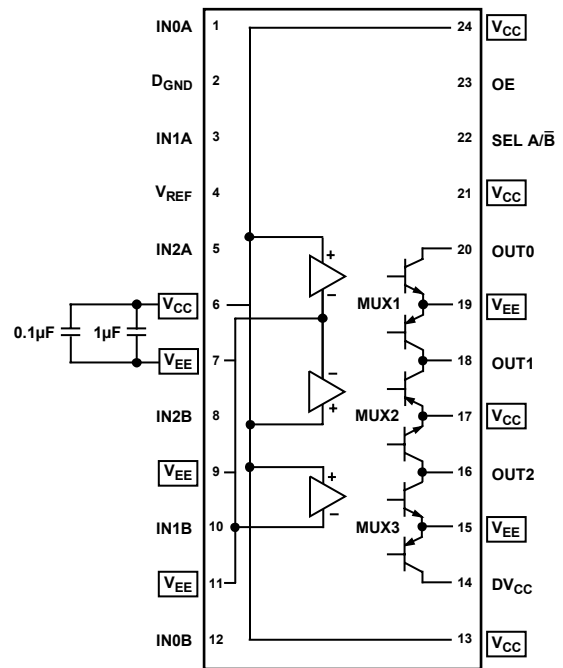 IN0A 1 24 VCC
DGND 2 23 OE
IN1A 3 22 SEL A/B̅
VREF 4 21 VCC
IN2A 5 20 OUT0
+
−
MUX1
VCC 6 19 VEE
0.1µF 1µF
VEE 7 18 OUT1
−
+
MUX2
IN2B 8 17 VCC
VEE 9 16 OUT2
+
−
MUX3
IN1B 10 15 VEE
VEE 11 14 DVCC
IN0B 12 13 VCC